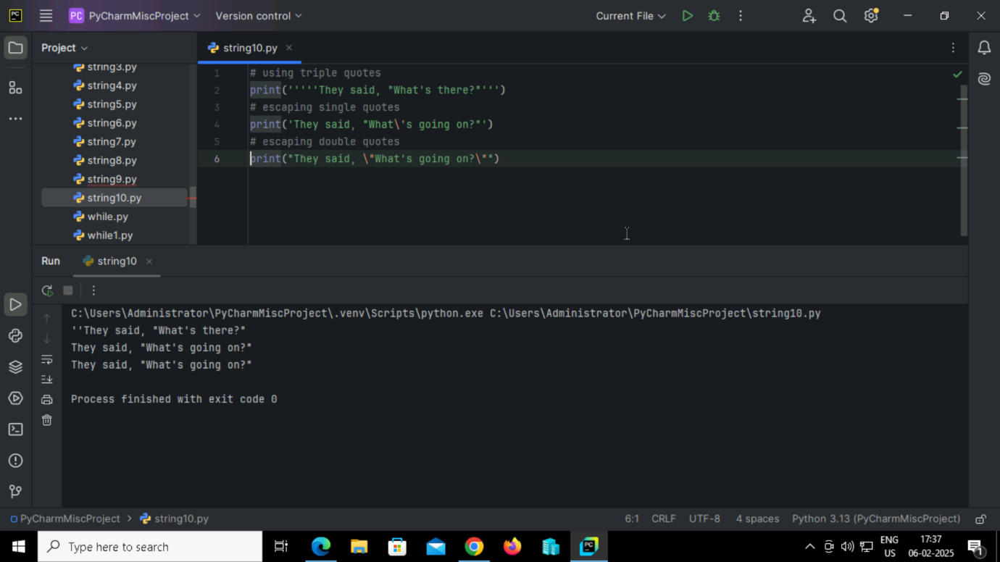 PC
PC PyCharmMiscProject
Version control
Current File
Project
string10.py
string3.py
string4.py
string5.py
string6.py
string7.py
string8.py
string9.py
string10.py
while.py
while1.py
1 # using triple quotes
2 print('''''They said, "What's there?"''')
3 # escaping single quotes
4 print('They said, "What\'s going on?"')
5 # escaping double quotes
6 print("They said, \"What's going on?\"")
Run
string10
C:\Users\Administrator\PyCharmMiscProject\.venv\Scripts\python.exe C:\Users\Administrator\PyCharmMiscProject\string10.py
''They said, "What's there?"
They said, "What's going on?"
They said, "What's going on?"
Process finished with exit code 0
PyCharmMiscProject > string10.py
6:1 CRLF UTF-8 4 spaces Python 3.13 (PyCharmMiscProject)
Type here to search
PC
ENG
US
17:37
06-02-2025
1